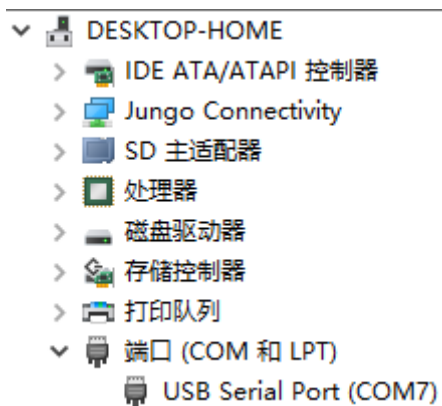 DESKTOP-HOME
IDE ATA/ATAPI 控制器
Jungo Connectivity
SD 主适配器
处理器
磁盘驱动器
存储控制器
打印队列
端口 (COM 和 LPT)
USB Serial Port (COM7)